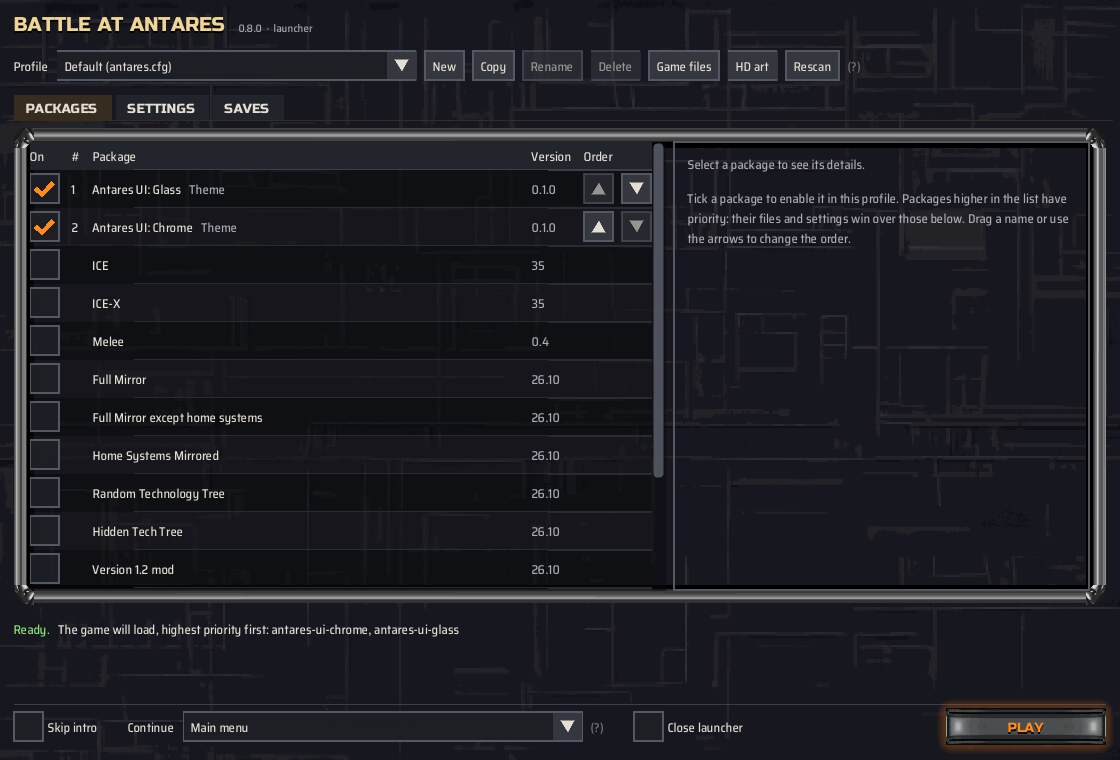 BATTLE AT ANTARES 0.8.0 - launcher
Profile Default (antares.cfg) New Copy Rename Delete Game files HD art Rescan (?)
PACKAGES SETTINGS SAVES
On # Package Version Order
1 Antares UI: Glass Theme 0.1.0
2 Antares UI: Chrome Theme 0.1.0
ICE 35
ICE-X 35
Melee 0.4
Full Mirror 26.10
Full Mirror except home systems 26.10
Home Systems Mirrored 26.10
Random Technology Tree 26.10
Hidden Tech Tree 26.10
Version 1.2 mod 26.10
Select a package to see its details.
Tick a package to enable it in this profile. Packages higher in the list have
priority: their files and settings win over those below. Drag a name or use
the arrows to change the order.
Ready. The game will load, highest priority first: antares-ui-chrome, antares-ui-glass
Skip intro Continue Main menu (?) Close launcher PLAY